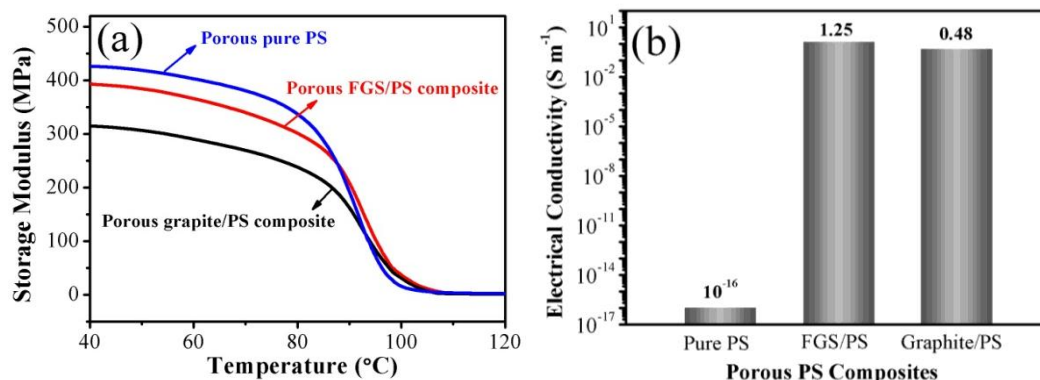 (a)
Porous pure PS
Porous FGS/PS composite
Porous grapite/PS composite
Storage Modulus (MPa)
500
400
300
200
100
0
40
60
80
100
120
Temperature (°C)
(b)
Electrical Conductivity (S m⁻¹)
10¹
10⁻²
10⁻⁵
10⁻⁸
10⁻¹¹
10⁻¹⁴
10⁻¹⁷
10⁻¹⁶
1.25
0.48
Pure PS
FGS/PS
Graphite/PS
Porous PS Composites